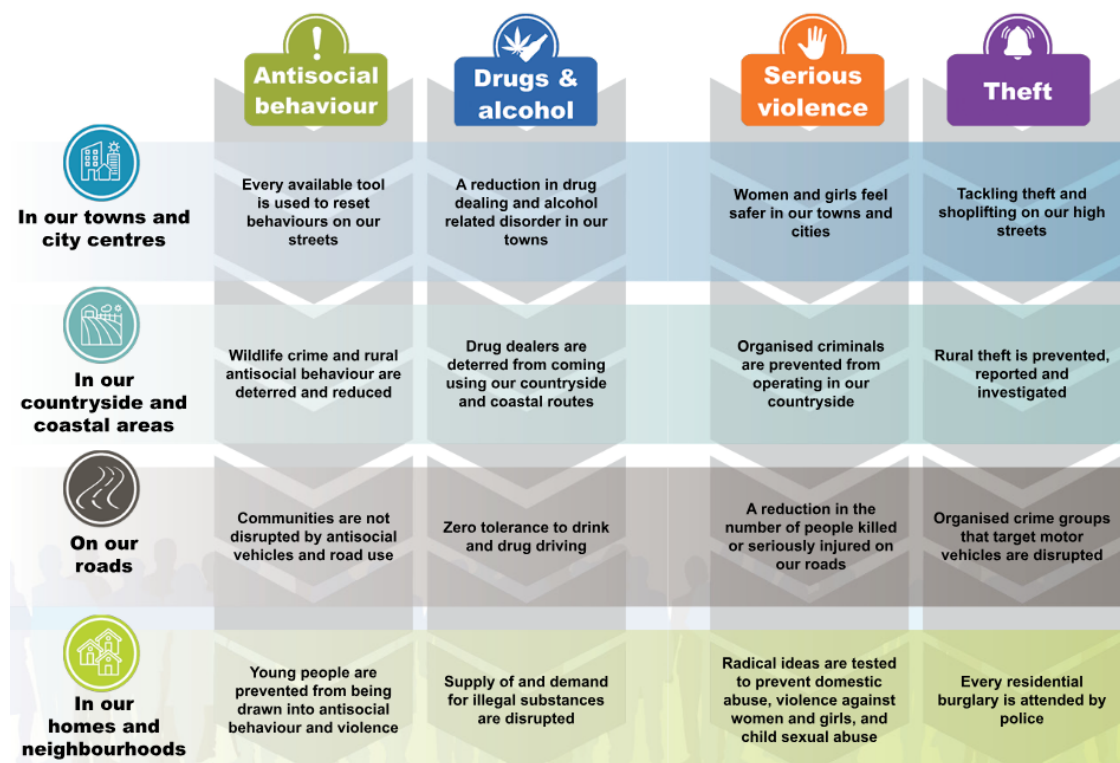 Antisocial
behaviour
Drugs &
alcohol
Serious
violence
Theft
In our towns and
city centres
Every available tool
is used to reset
behaviours on our
streets
A reduction in drug
dealing and alcohol
related disorder in our
towns
Women and girls feel
safer in our towns and
cities
Tackling theft and
shoplifting on our high
streets
In our
countryside and
coastal areas
Wildlife crime and rural
antisocial behaviour are
deterred and reduced
Drug dealers are
deterred from coming
using our countryside
and coastal routes
Organised criminals
are prevented from
operating in our
countryside
Rural theft is prevented,
reported and
investigated
On our
roads
Communities are not
disrupted by antisocial
vehicles and road use
Zero tolerance to drink
and drug driving
A reduction in the
number of people killed
or seriously injured on
our roads
Organised crime groups
that target motor
vehicles are disrupted
In our
homes and
neighbourhoods
Young people are
prevented from being
drawn into antisocial
behaviour and violence
Supply of and demand
for illegal substances
are disrupted
Radical ideas are tested
to prevent domestic
abuse, violence against
women and girls, and
child sexual abuse
Every residential
burglary is attended by
police